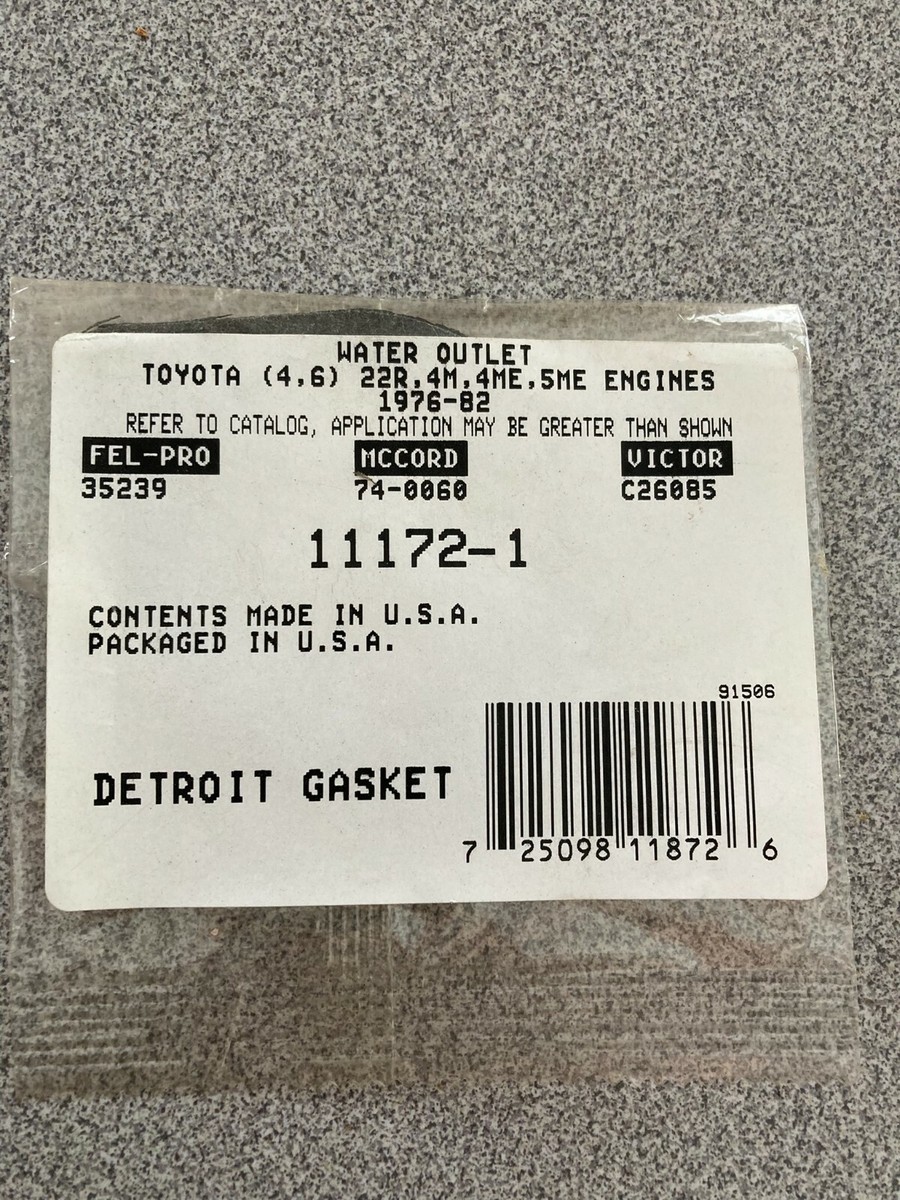 WATER OUTLET
TOYOTA (4,6) 22R,4M,4ME,5ME ENGINES
1976-82
REFER TO CATALOG, APPLICATION MAY BE GREATER THAN SHOWN
FEL-PRO MCCORD VICTOR
35239 74-0060 C26085
11172-1
CONTENTS MADE IN U.S.A.
PACKAGED IN U.S.A.
91506
DETROIT GASKET
7 25098 11872 6